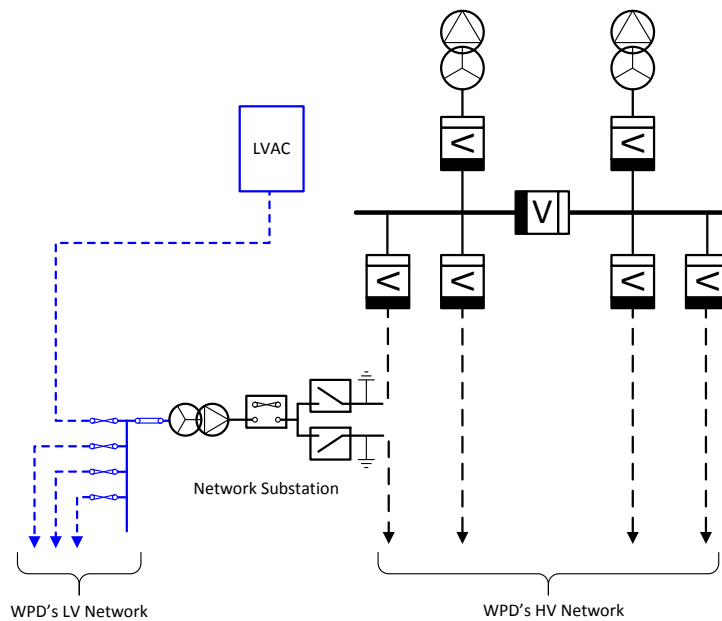 LVAC
V
V
V
V
V
V
V
Network Substation
WPD's LV Network
WPD's HV Network